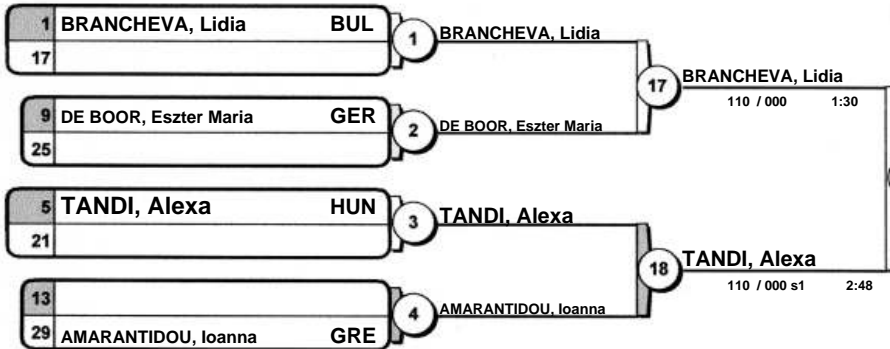 1 BRANCHEVA, Lidia BUL
17
1
BRANCHEVA, Lidia
9 DE BOOR, Eszter Maria GER
25
2
DE BOOR, Eszter Maria
17
BRANCHEVA, Lidia
110 / 000 1:30
5 TANDI, Alexa HUN
21
3
TANDI, Alexa
13
29 AMARANTIDOU, Ioanna GRE
4
AMARANTIDOU, Ioanna
18
TANDI, Alexa
110 / 000 s1 2:48